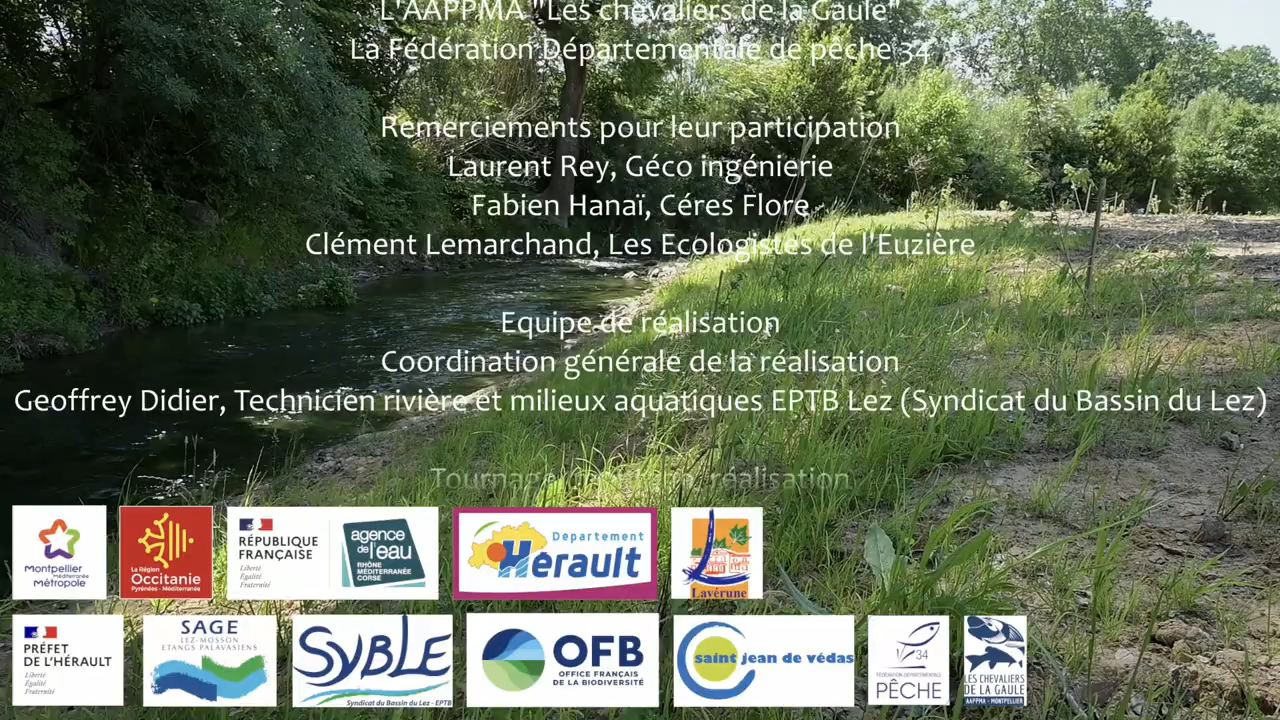 L'AAPPMA "Les chevaliers de la Gaule"
La Fédération Départementale de pêche 34
Remerciements pour leur participation
Laurent Rey, Géco ingénierie
Fabien Hanaï, Céres Flore
Clément Lemarchand, Les Ecologistes de l'Euzière
Equipe de réalisation
Coordination générale de la réalisation
Geoffrey Didier, Technicien rivière et milieux aquatiques EPTB Lez (Syndicat du Bassin du Lez)
Tournage, réalisation
Montpellier
Méditerranée
Métropole
La Région
Occitanie
Pyrénées - Méditerranée
RÉPUBLIQUE
FRANÇAISE
Liberté
Égalité
Fraternité
agence
de l'eau
RHÔNE
MÉDITERRANÉE
CORSE
Département
Hérault
Lavérune
PRÉFET
DE L'HÉRAULT
Liberté
Égalité
Fraternité
SAGE
LEZ-MOSSON
ETANGS PALAVASIENS
SYBLE
Syndicat du Bassin du Lez - EPTB
OFB
OFFICE FRANÇAIS
DE LA BIODIVERSITÉ
saint jean de védas
34
FÉDÉRATION DÉPARTEMENTALE
PÊCHE
LES CHEVALIERS
DE LA GAULE
AAPPMA - MONTPELLIER